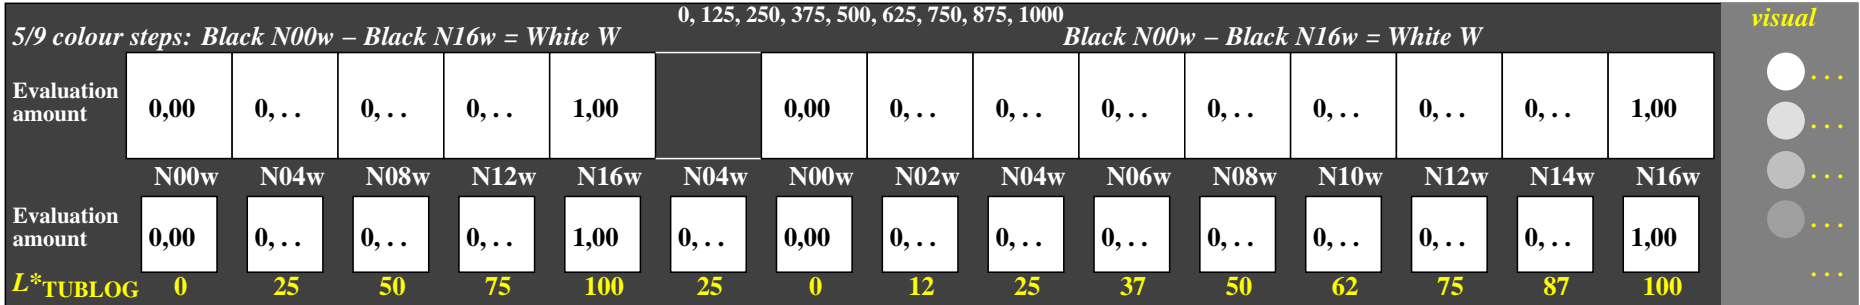 0, 125, 250, 375, 500, 625, 750, 875, 1000
visual
5/9 colour steps: Black N00w – Black N16w = White W Black N00w – Black N16w = White W
Evaluation
amount
0,00 0, . . 0, . . 0, . . 1,00 0,00 0, . . 0, . . 0, . . 0, . . 0, . . 0, . . 0, . . 1,00
N00w N04w N08w N12w N16w N04w N00w N02w N04w N06w N08w N10w N12w N14w N16w
Evaluation
amount
0,00 0, . . 0, . . 0, . . 1,00 0, . . 0,00 0, . . 0, . . 0, . . 0, . . 0, . . 0, . . 0, . . 1,00
L*TUBLOG 0 25 50 75 100 25 0 12 25 37 50 62 75 87 100
. . .
. . .
. . .
. . .
. . .